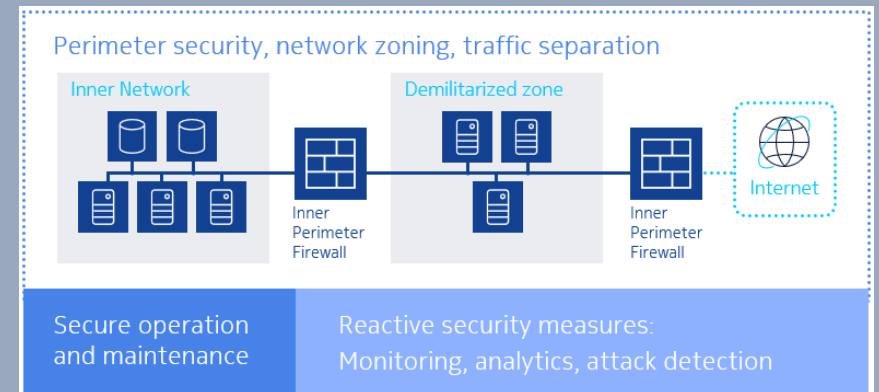 Perimeter security, network zoning, traffic separation
Inner Network
Demilitarized zone
Internet
Inner
Perimeter
Firewall
Inner
Perimeter
Firewall
Secure operation
and maintenance
Reactive security measures:
Monitoring, analytics, attack detection